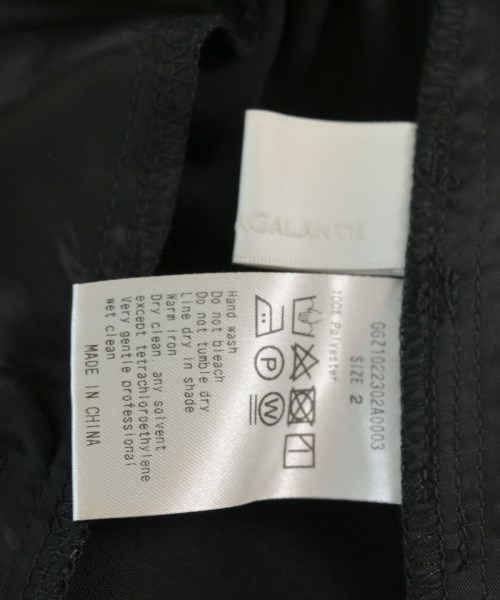 GALANTE
GGZ1022302A0003
SIZE 2
100% Polyester
Hand wash
Do not bleach
Do not tumble dry
Line dry in shade
Warm iron
Dry clean, any solvent
except tetrachloroethylene
Very gentle professional
wet clean
MADE IN CHINA
P
W